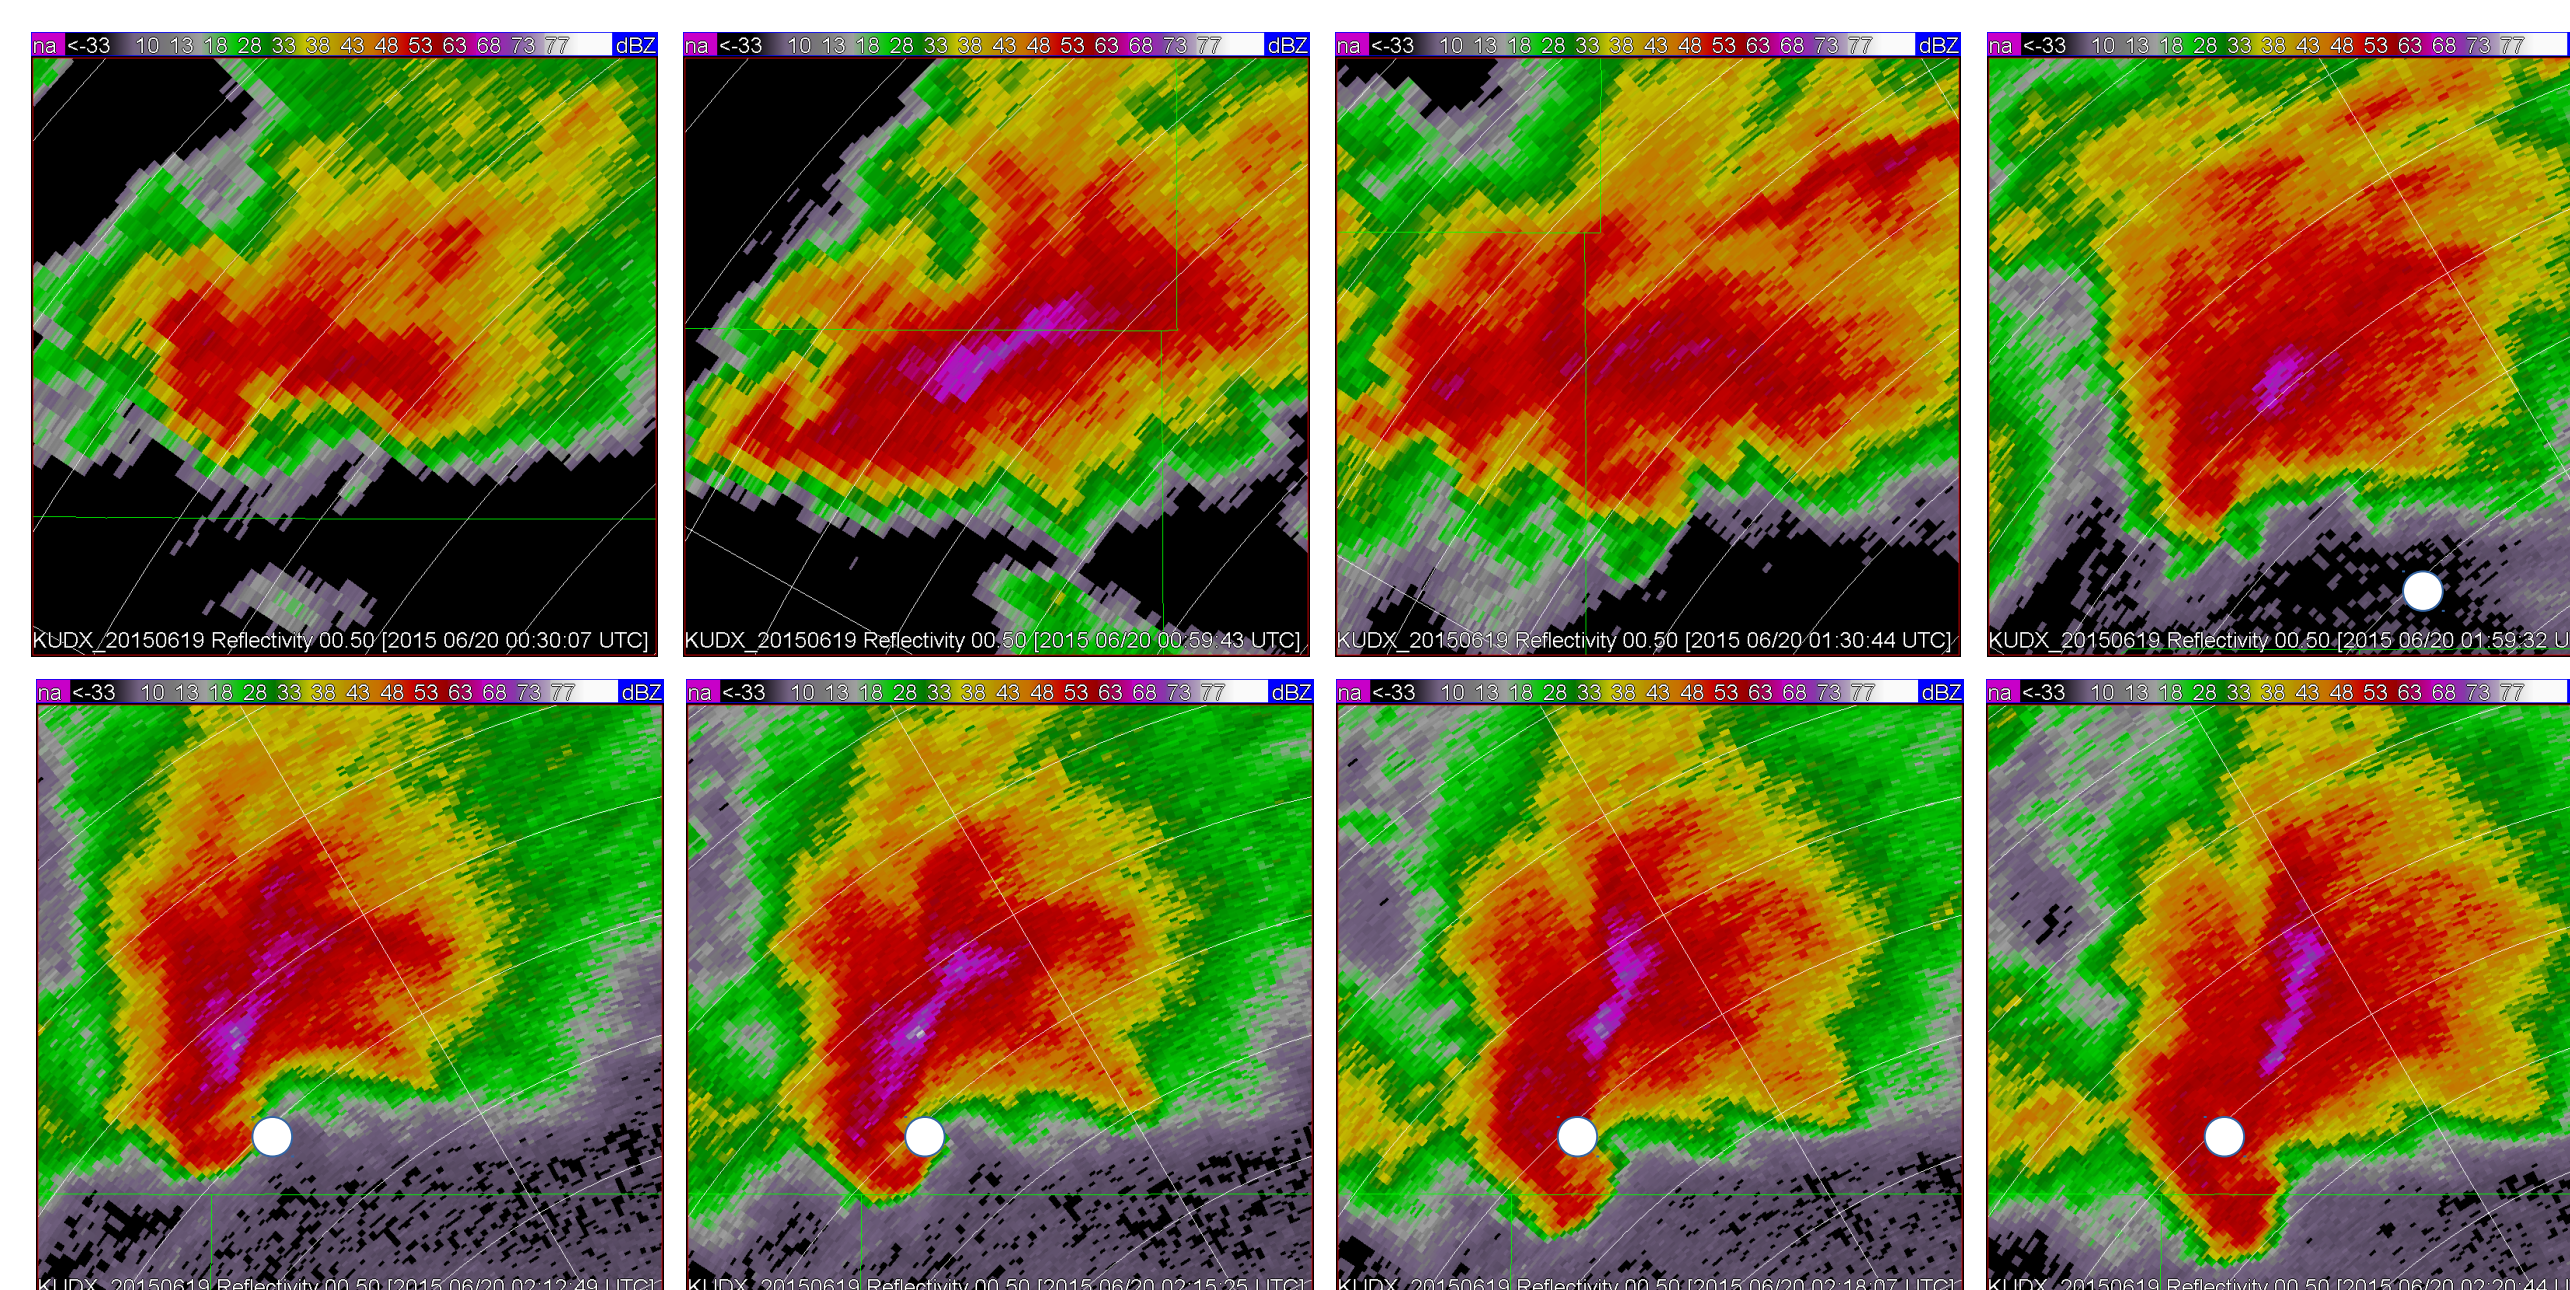 na <-33 10 13 18 28 33 38 43 48 53 63 68 73 77 dBZ
na <-33 10 13 18 28 33 38 43 48 53 63 68 73 77 dBZ
na <-33 10 13 18 28 33 38 43 48 53 63 68 73 77 dBZ
na <-33 10 13 18 28 33 38 43 48 53 63 68 73 77
KUDX_20150619 Reflectivity 00.50 [2015 06/20 00:30:07 UTC]
KUDX_20150619 Reflectivity 00.50 [2015 06/20 00:59:43 UTC]
KUDX_20150619 Reflectivity 00.50 [2015 06/20 01:30:44 UTC]
KUDX_20150619 Reflectivity 00.50 [2015 06/20 01:59:32 U
na <-33 10 13 18 28 33 38 43 48 53 63 68 73 77 dBZ
na <-33 10 13 18 28 33 38 43 48 53 63 68 73 77 dBZ
na <-33 10 13 18 28 33 38 43 48 53 63 68 73 77 dBZ
na <-33 10 13 18 28 33 38 43 48 53 63 68 73 77
KUDX_20150619 Reflectivity 00.50 [2015 06/20 02:12:49 UTC]
KUDX_20150619 Reflectivity 00.50 [2015 06/20 02:15:25 UTC]
KUDX_20150619 Reflectivity 00.50 [2015 06/20 02:18:07 UTC]
KUDX_20150619 Reflectivity 00.50 [2015 06/20 02:20:44 U